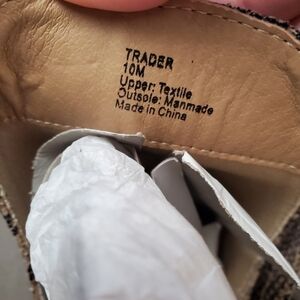 TRADER
10M
Upper: Textile
Outsole: Manmade
Made in China